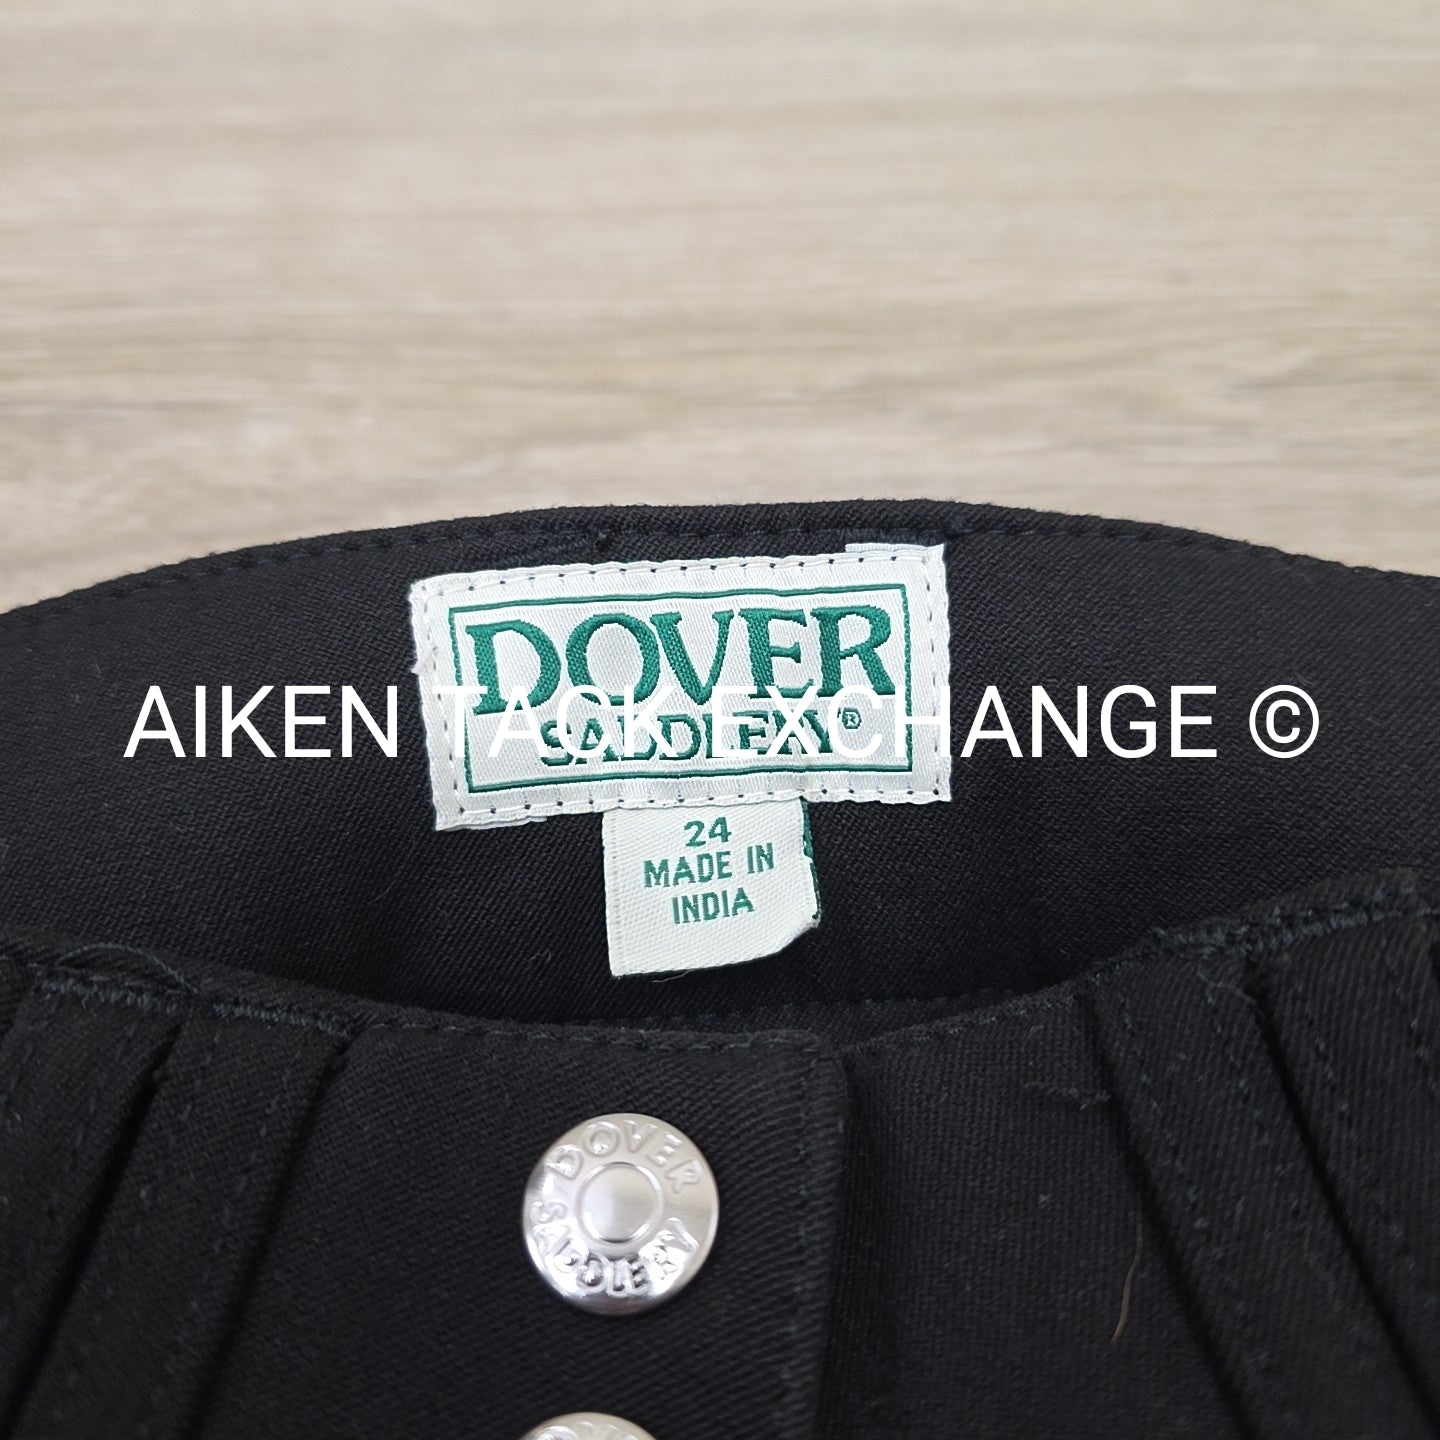 DOVER
SADDLERY®
AIKEN TACK EXCHANGE ©
24
MADE IN
INDIA
DOVER
SADDLERY